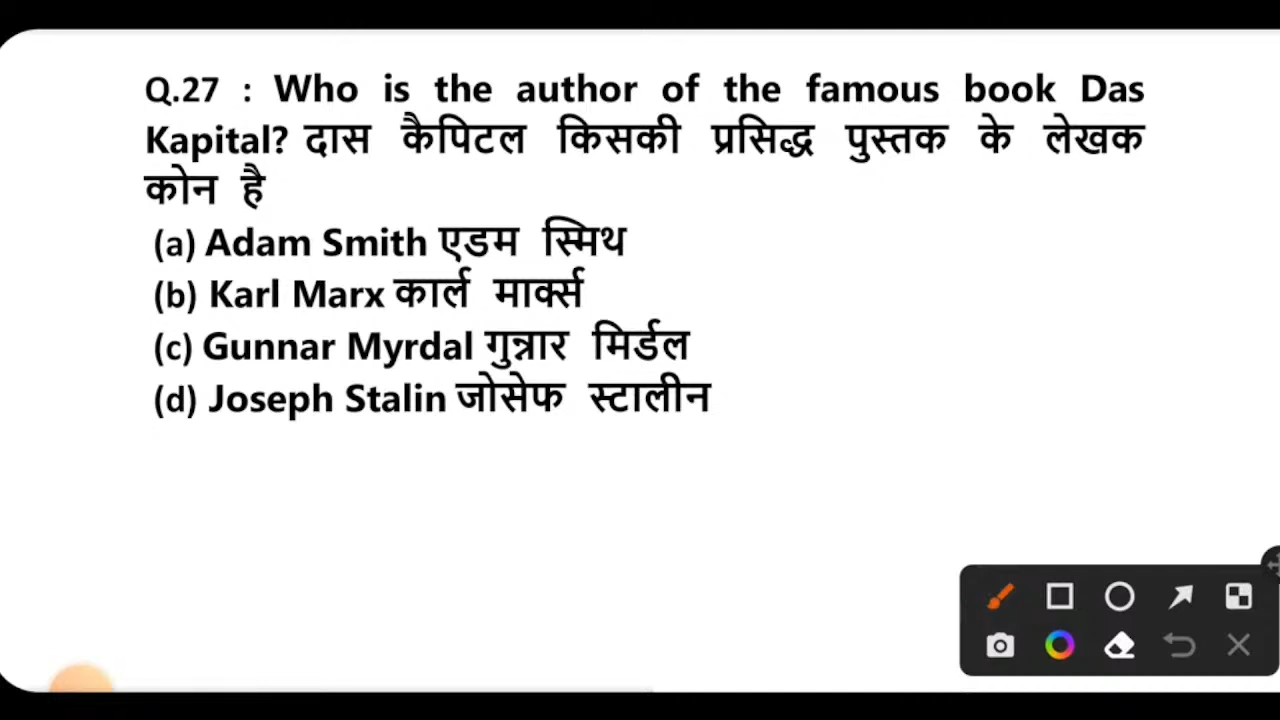 Q.27 : Who is the author of the famous book Das
Kapital? दास कैपिटल किसकी प्रसिद्ध पुस्तक के लेखक
कोन है
(a) Adam Smith एडम स्मिथ
(b) Karl Marx कार्ल मार्क्स
(c) Gunnar Myrdal गुन्नार मिर्डल
(d) Joseph Stalin जोसेफ स्टालीन